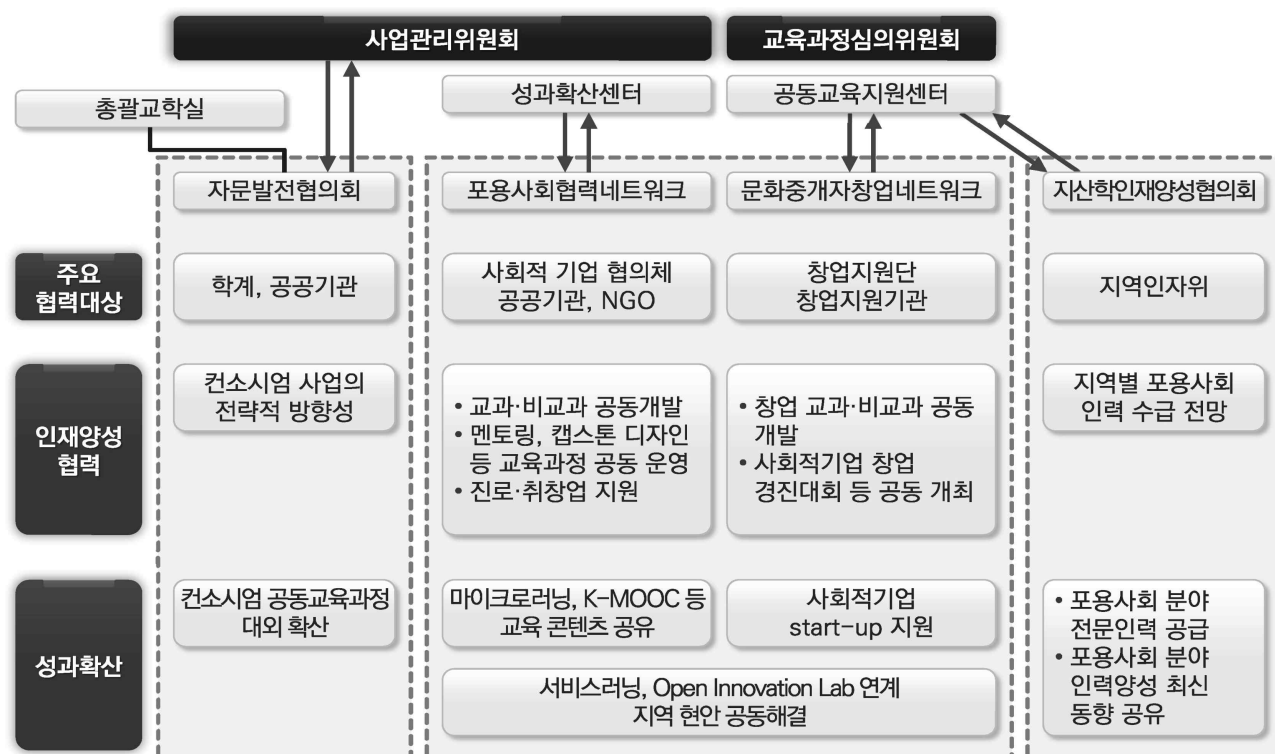 사업관리위원회
교육과정심의위원회
성과확산센터
공동교육지원센터
총괄교학실
자문발전협의회
포용사회협력네트워크
문화중개자창업네트워크
지산학인재양성협의회
주요
협력대상
학계, 공공기관
사회적 기업 협의체
공공기관, NGO
창업지원단
창업지원기관
지역인자위
인재양성
협력
컨소시엄 사업의
전략적 방향성
• 교과·비교과 공동개발
• 멘토링, 캡스톤 디자인
등 교육과정 공동 운영
• 진로·취창업 지원
• 창업 교과·비교과 공동
개발
• 사회적기업 창업
경진대회 등 공동 개최
지역별 포용사회
인력 수급 전망
성과확산
컨소시엄 공동교육과정
대외 확산
마이크로러닝, K-MOOC 등
교육 콘텐츠 공유
사회적기업
start-up 지원
서비스러닝, Open Innovation Lab 연계
지역 현안 공동해결
• 포용사회 분야
전문인력 공급
• 포용사회 분야
인력양성 최신
동향 공유